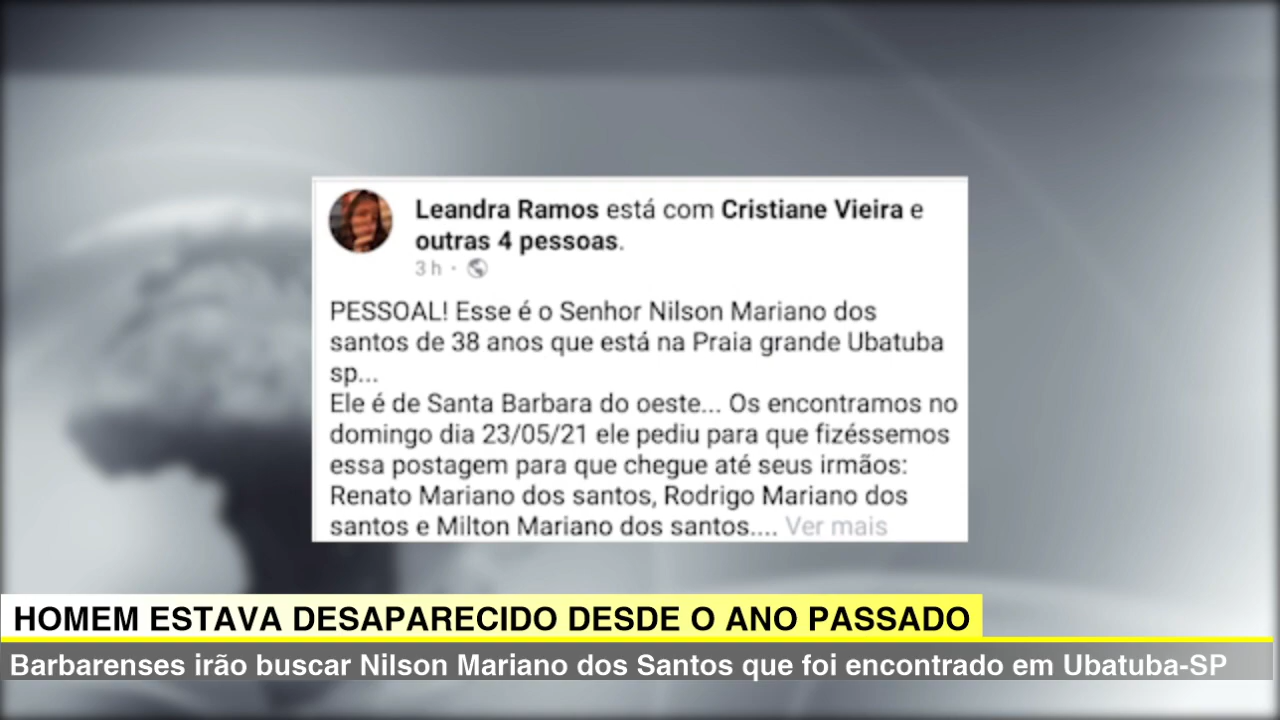 Leandra Ramos está com Cristiane Vieira e
outras 4 pessoas.
3 h ·
PESSOAL! Esse é o Senhor Nilson Mariano dos
santos de 38 anos que está na Praia grande Ubatuba
sp...
Ele é de Santa Barbara do oeste... Os encontramos no
domingo dia 23/05/21 ele pediu para que fizéssemos
essa postagem para que chegue até seus irmãos:
Renato Mariano dos santos, Rodrigo Mariano dos
santos e Milton Mariano dos santos.... Ver mais
HOMEM ESTAVA DESAPARECIDO DESDE O ANO PASSADO
Barbarenses irão buscar Nilson Mariano dos Santos que foi encontrado em Ubatuba-SP